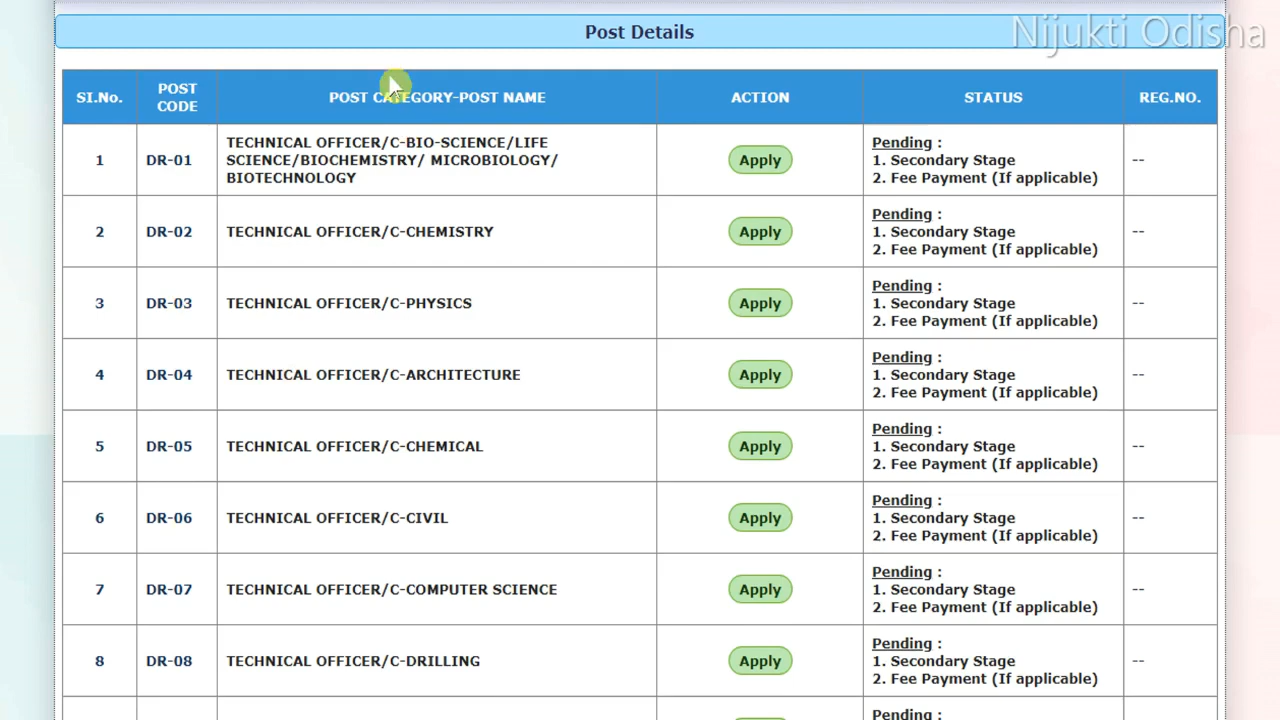 Post Details
Nijukti Odisha
SI.No.
POST
CODE
POST CATEGORY-POST NAME
ACTION
STATUS
REG.NO.
1
DR-01
TECHNICAL OFFICER/C-BIO-SCIENCE/LIFE
SCIENCE/BIOCHEMISTRY/ MICROBIOLOGY/
BIOTECHNOLOGY
Apply
Pending :
1. Secondary Stage
2. Fee Payment (If applicable)
--
2
DR-02
TECHNICAL OFFICER/C-CHEMISTRY
Apply
Pending :
1. Secondary Stage
2. Fee Payment (If applicable)
--
3
DR-03
TECHNICAL OFFICER/C-PHYSICS
Apply
Pending :
1. Secondary Stage
2. Fee Payment (If applicable)
--
4
DR-04
TECHNICAL OFFICER/C-ARCHITECTURE
Apply
Pending :
1. Secondary Stage
2. Fee Payment (If applicable)
--
5
DR-05
TECHNICAL OFFICER/C-CHEMICAL
Apply
Pending :
1. Secondary Stage
2. Fee Payment (If applicable)
--
6
DR-06
TECHNICAL OFFICER/C-CIVIL
Apply
Pending :
1. Secondary Stage
2. Fee Payment (If applicable)
--
7
DR-07
TECHNICAL OFFICER/C-COMPUTER SCIENCE
Apply
Pending :
1. Secondary Stage
2. Fee Payment (If applicable)
--
8
DR-08
TECHNICAL OFFICER/C-DRILLING
Apply
Pending :
1. Secondary Stage
2. Fee Payment (If applicable)
--
Pending :